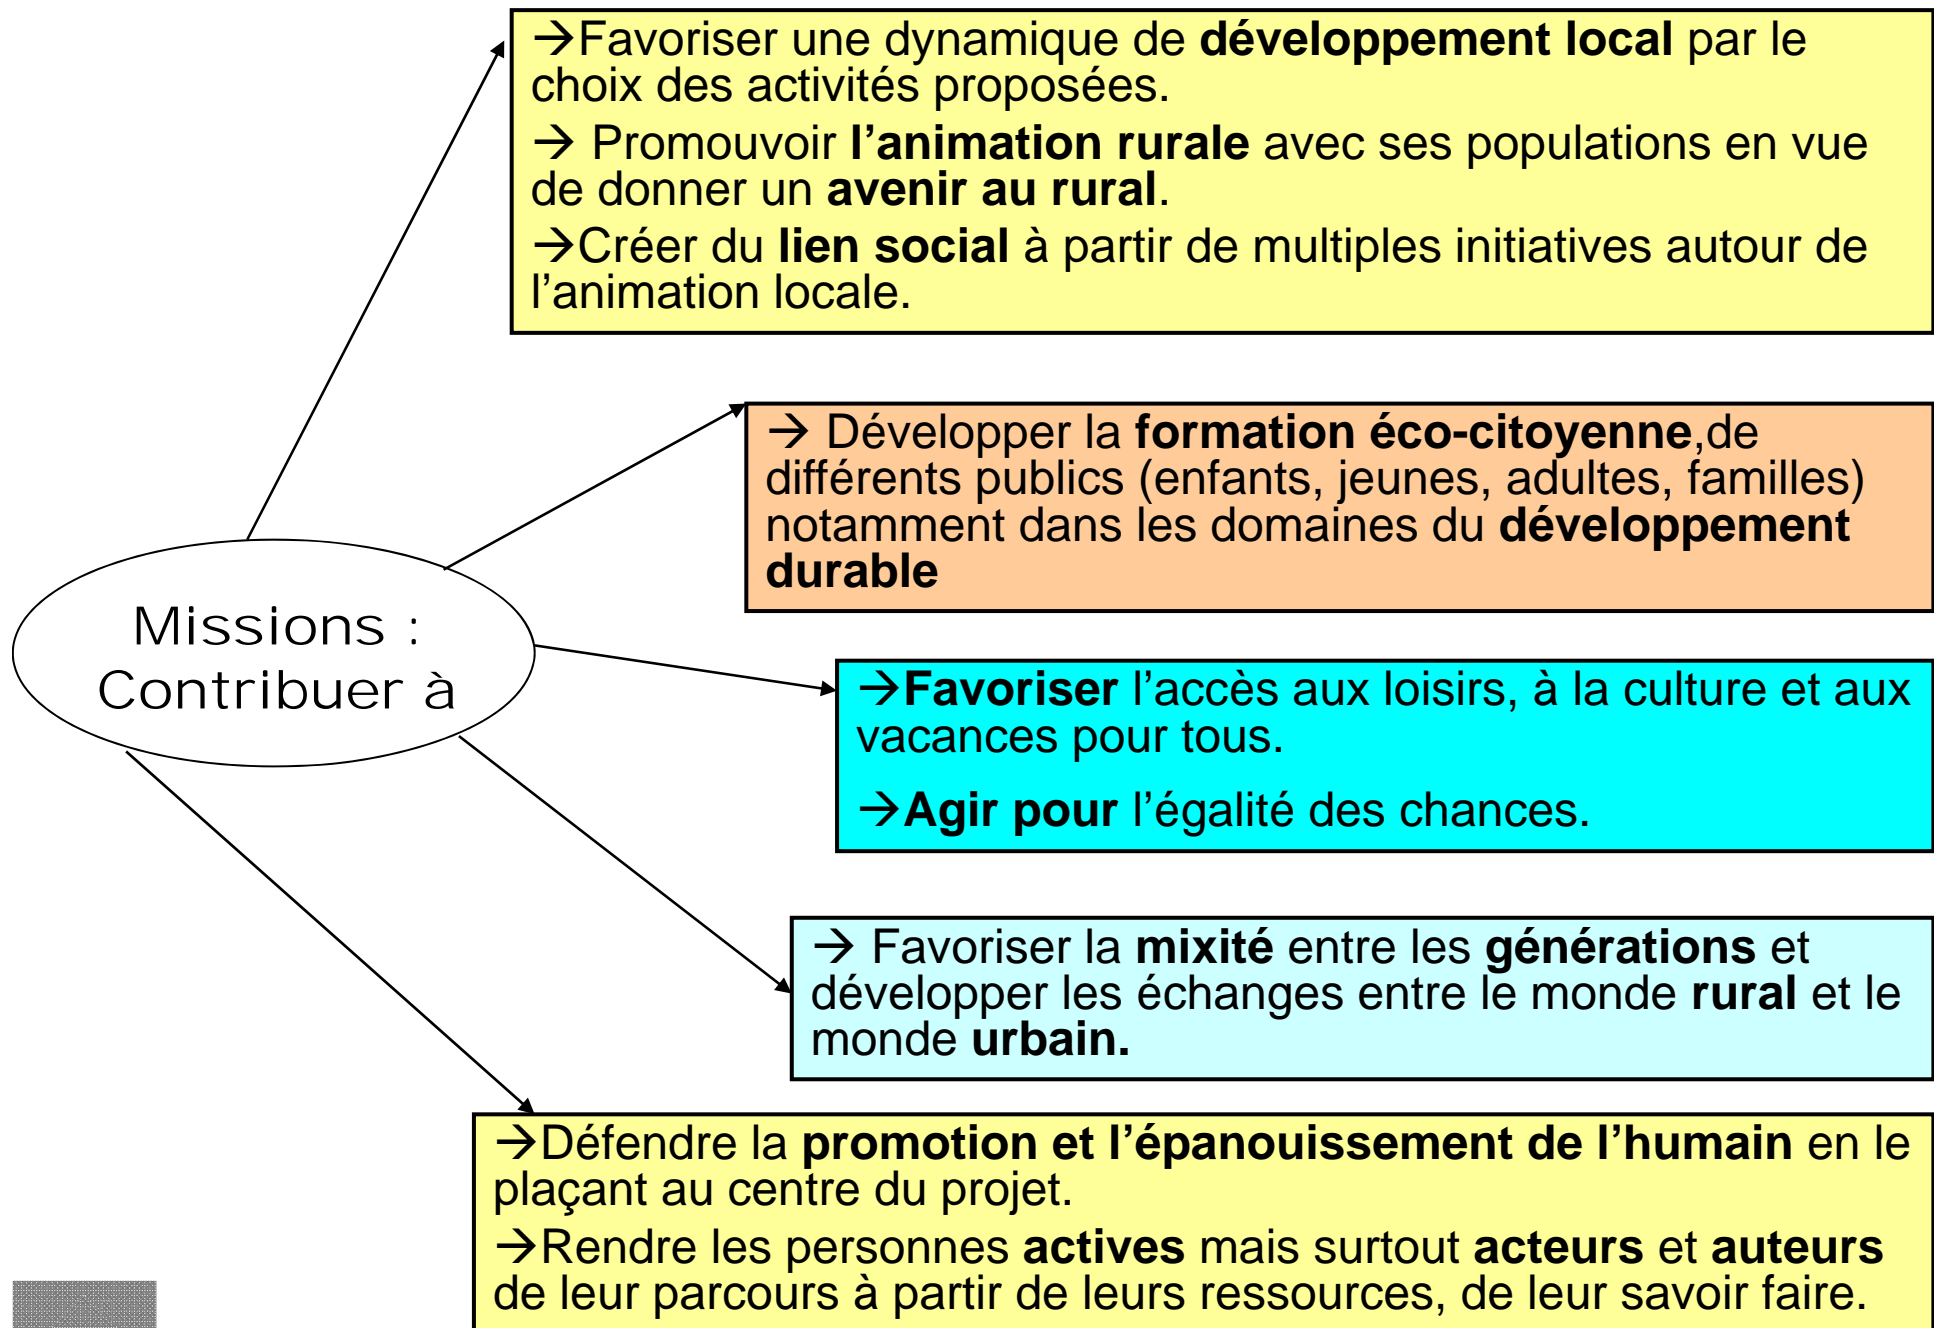 →Favoriser une dynamique de développement local par le
choix des activités proposées.
→ Promouvoir l’animation rurale avec ses populations en vue
de donner un avenir au rural.
→Créer du lien social à partir de multiples initiatives autour de
l’animation locale.
→ Développer la formation éco-citoyenne,de
différents publics (enfants, jeunes, adultes, familles)
notamment dans les domaines du développement
durable
Missions :
Contribuer à
→Favoriser l’accès aux loisirs, à la culture et aux
vacances pour tous.
→Agir pour l’égalité des chances.
→ Favoriser la mixité entre les générations et
développer les échanges entre le monde rural et le
monde urbain.
→Défendre la promotion et l’épanouissement de l’humain en le
plaçant au centre du projet.
→Rendre les personnes actives mais surtout acteurs et auteurs
de leur parcours à partir de leurs ressources, de leur savoir faire.